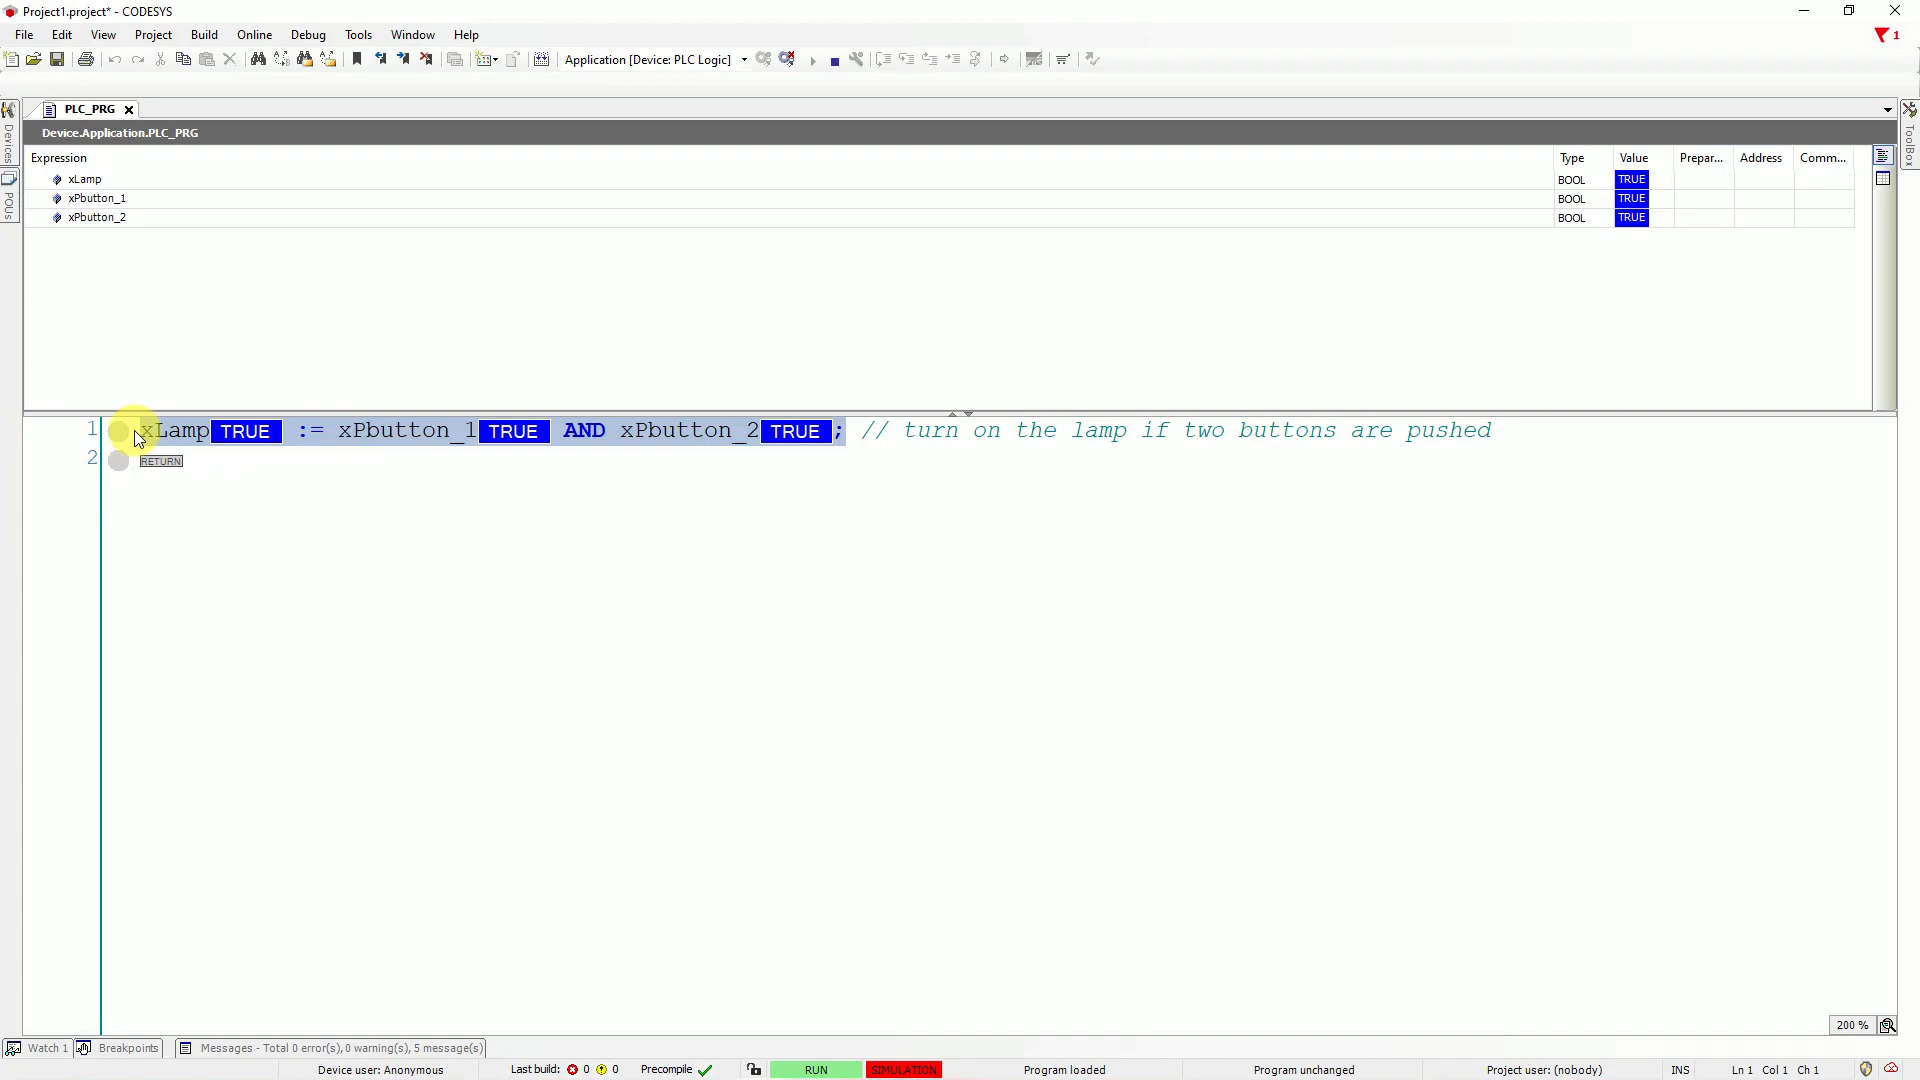 Project1.project* - CODESYS
File Edit View Project Build Online Debug Tools Window Help
1
Application [Device: PLC Logic]
PLC_PRG
Device.Application.PLC_PRG
Devices
POUs
ToolBox
Expression Type Value Prepar... Address Comm...
xLamp BOOL TRUE
xPbutton_1 BOOL TRUE
xPbutton_2 BOOL TRUE
1 xLamp TRUE := xPbutton_1 TRUE AND xPbutton_2 TRUE ; // turn on the lamp if two buttons are pushed
2 RETURN
200 %
Watch 1 Breakpoints Messages - Total 0 error(s), 0 warning(s), 5 message(s)
Device user: Anonymous Last build: 0 0 Precompile RUN SIMULATION Program loaded Program unchanged Project user: (nobody) INS Ln 1 Col 1 Ch 1